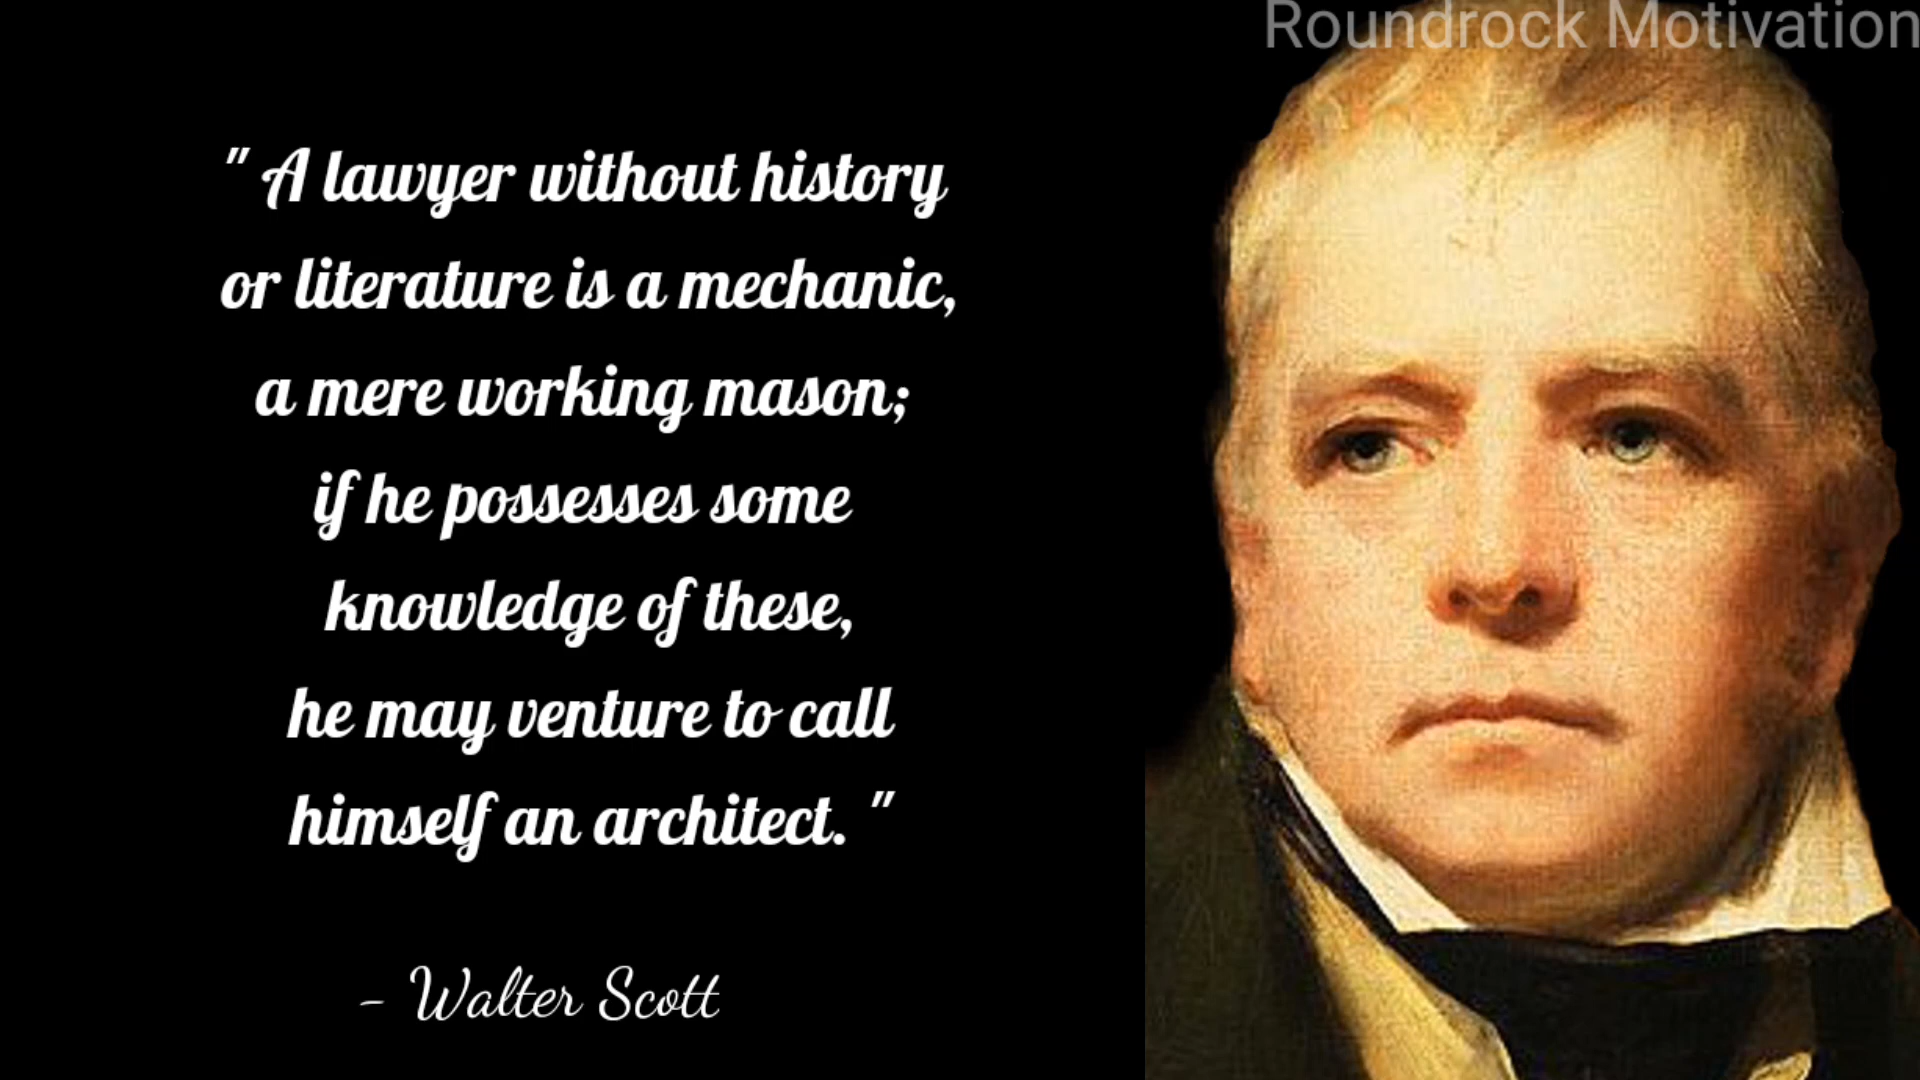 Roundrock Motivation
" A lawyer without history
or literature is a mechanic,
a mere working mason;
if he possesses some
knowledge of these,
he may venture to call
himself an architect. "
- Walter Scott